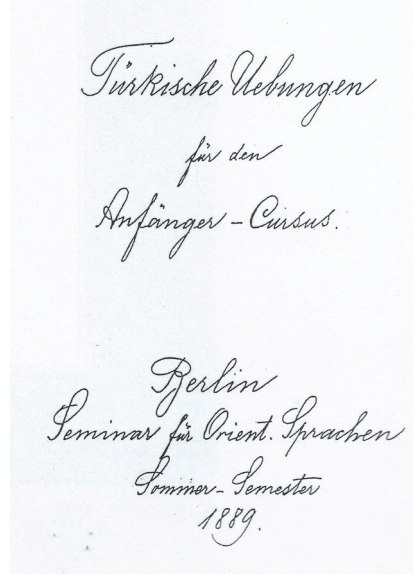 Türkische Uebungen
für den
Anfänger - Cursus.
Berlin
Seminar für Orient. Sprachen
Sommer - Semester
1889.